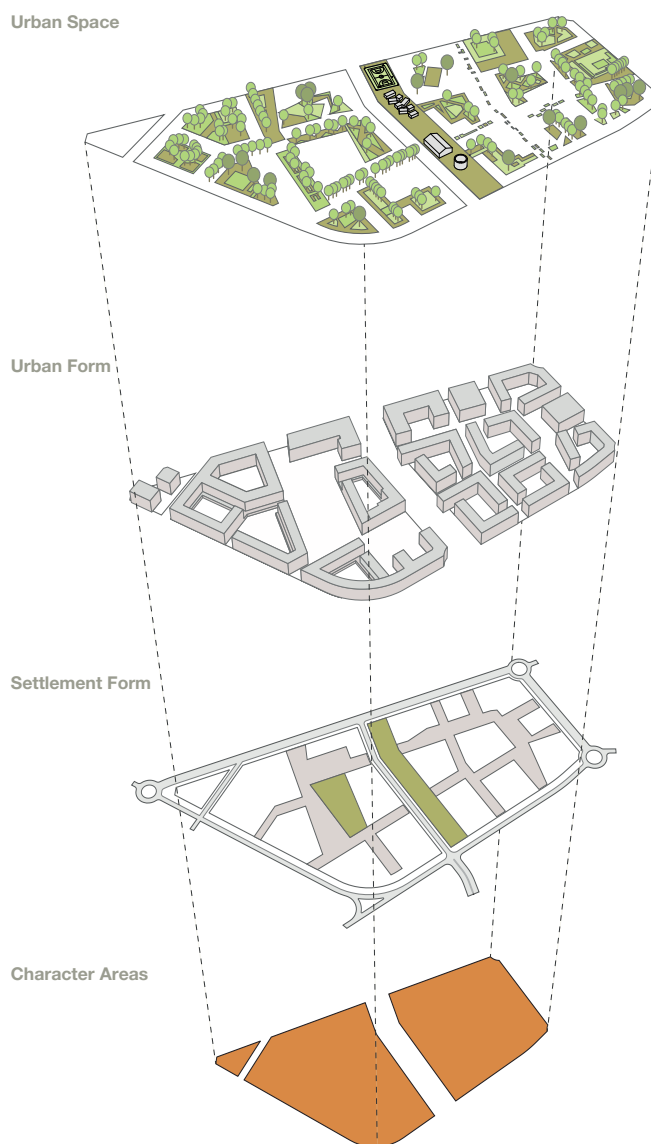 Urban Space
Urban Form
Settlement Form
Character Areas